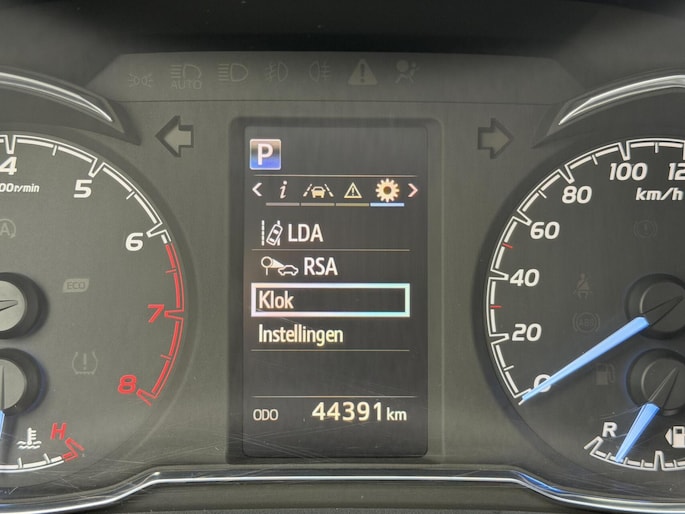 AUTO
P
i
LDA
RSA
Klok
Instellingen
ODO 44391 km
4
5
6
7
8
00r/min
ECO
H
0
20
40
60
80
100
km/h
R